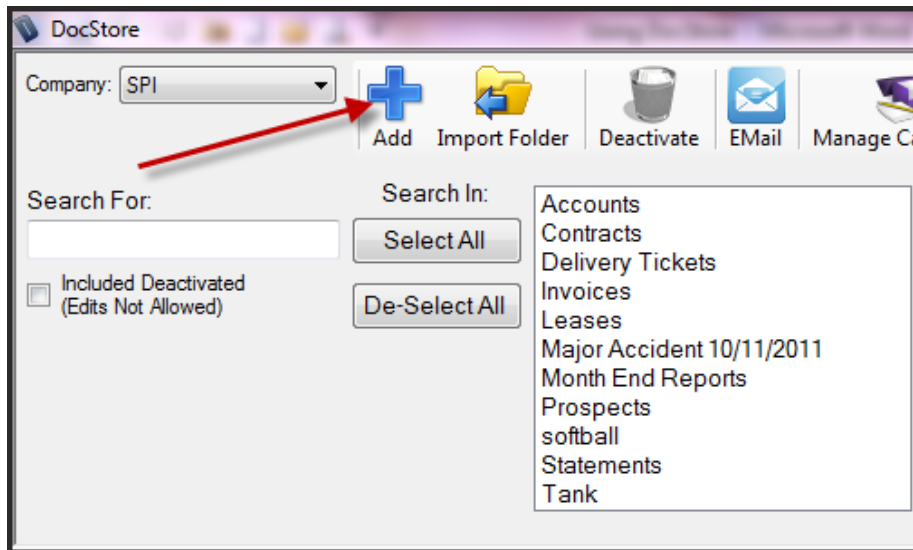 DocStore
Company: SPI
Add
Import Folder
Deactivate
EMail
Manage
Search For:
Search In:
Select All
Included Deactivated
(Edits Not Allowed)
De-Select All
Accounts
Contracts
Delivery Tickets
Invoices
Leases
Major Accident 10/11/2011
Month End Reports
Prospects
softball
Statements
Tank